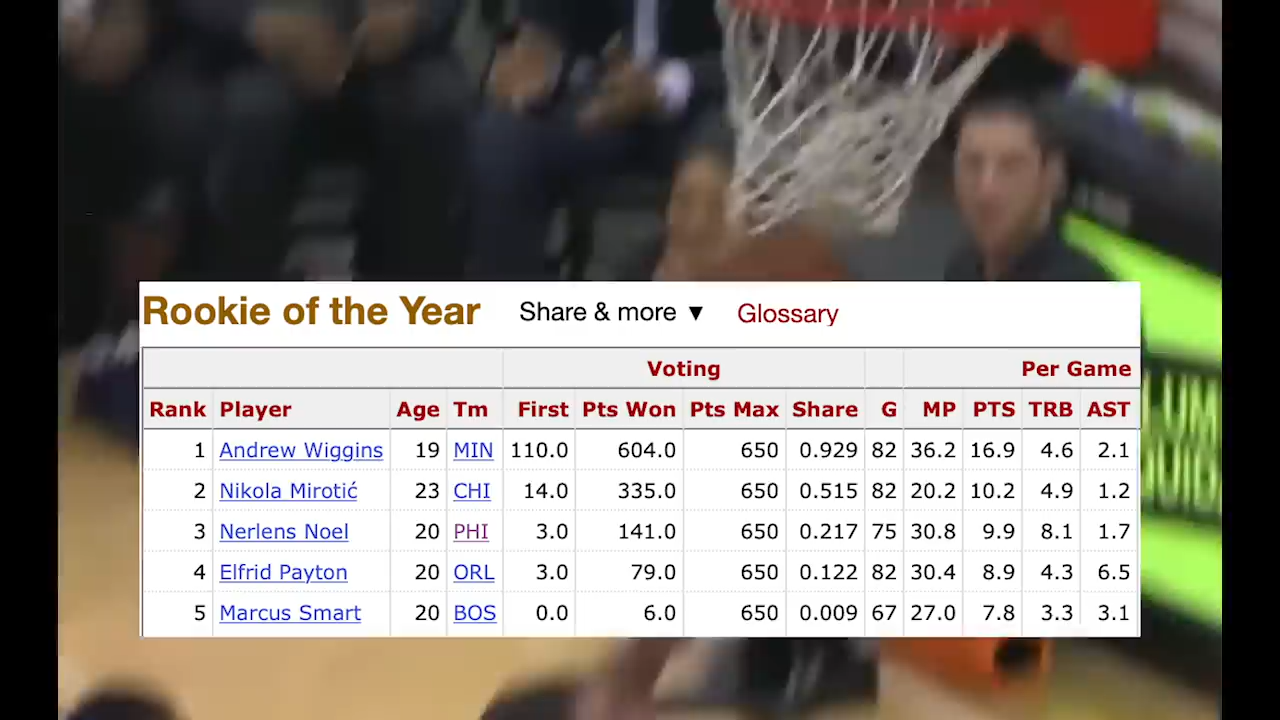 Rookie of the Year Share & more ▼ Glossary
Voting Per Game
Rank Player Age Tm First Pts Won Pts Max Share G MP PTS TRB AST
1 Andrew Wiggins 19 MIN 110.0 604.0 650 0.929 82 36.2 16.9 4.6 2.1
2 Nikola Mirotić 23 CHI 14.0 335.0 650 0.515 82 20.2 10.2 4.9 1.2
3 Nerlens Noel 20 PHI 3.0 141.0 650 0.217 75 30.8 9.9 8.1 1.7
4 Elfrid Payton 20 ORL 3.0 79.0 650 0.122 82 30.4 8.9 4.3 6.5
5 Marcus Smart 20 BOS 0.0 6.0 650 0.009 67 27.0 7.8 3.3 3.1